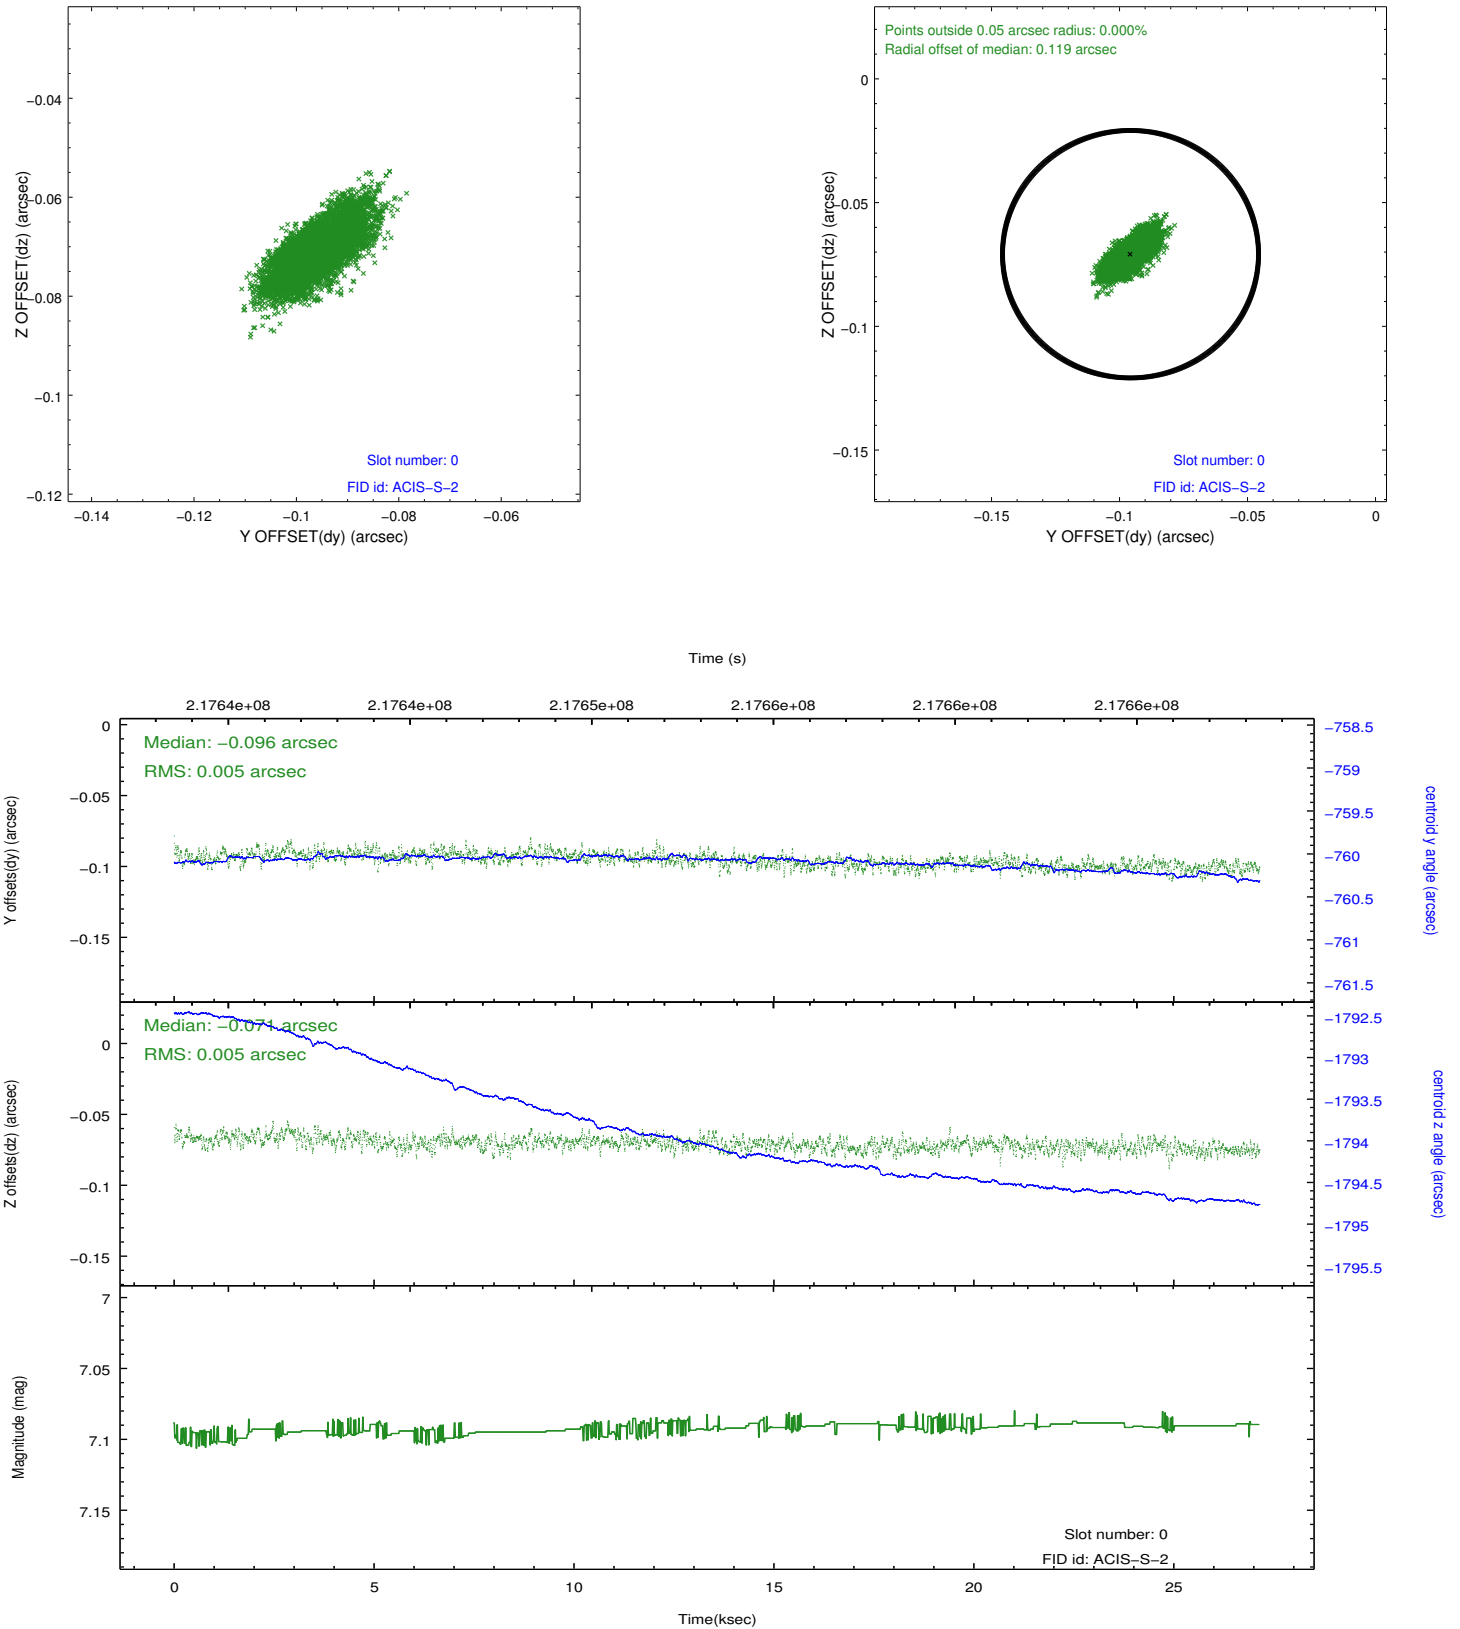 −0.04
−0.06
−0.08
−0.1
−0.12
Z OFFSET(dz) (arcsec)
Slot number: 0
FID id: ACIS−S−2
−0.14 −0.12 −0.1 −0.08 −0.06
Y OFFSET(dy) (arcsec)
Points outside 0.05 arcsec radius: 0.000%
Radial offset of median: 0.119 arcsec
0
−0.05
−0.1
−0.15
Z OFFSET(dz) (arcsec)
Slot number: 0
FID id: ACIS−S−2
−0.15 −0.1 −0.05 0
Y OFFSET(dy) (arcsec)
Time (s)
2.1764e+08 2.1764e+08 2.1765e+08 2.1766e+08 2.1766e+08 2.1766e+08
Median: −0.096 arcsec
RMS: 0.005 arcsec
0
−0.05
−0.1
−0.15
Y offsets(dy) (arcsec)
−758.5
−759
−759.5
−760
−760.5
−761
−761.5
centroid y angle (arcsec)
Median: −0.071 arcsec
RMS: 0.005 arcsec
0
−0.05
−0.1
−0.15
Z offsets(dz) (arcsec)
−1792.5
−1793
−1793.5
−1794
−1794.5
−1795
−1795.5
centroid z angle (arcsec)
7
7.05
7.1
7.15
Magnitude (mag)
Slot number: 0
FID id: ACIS−S−2
0 5 10 15 20 25
Time(ksec)